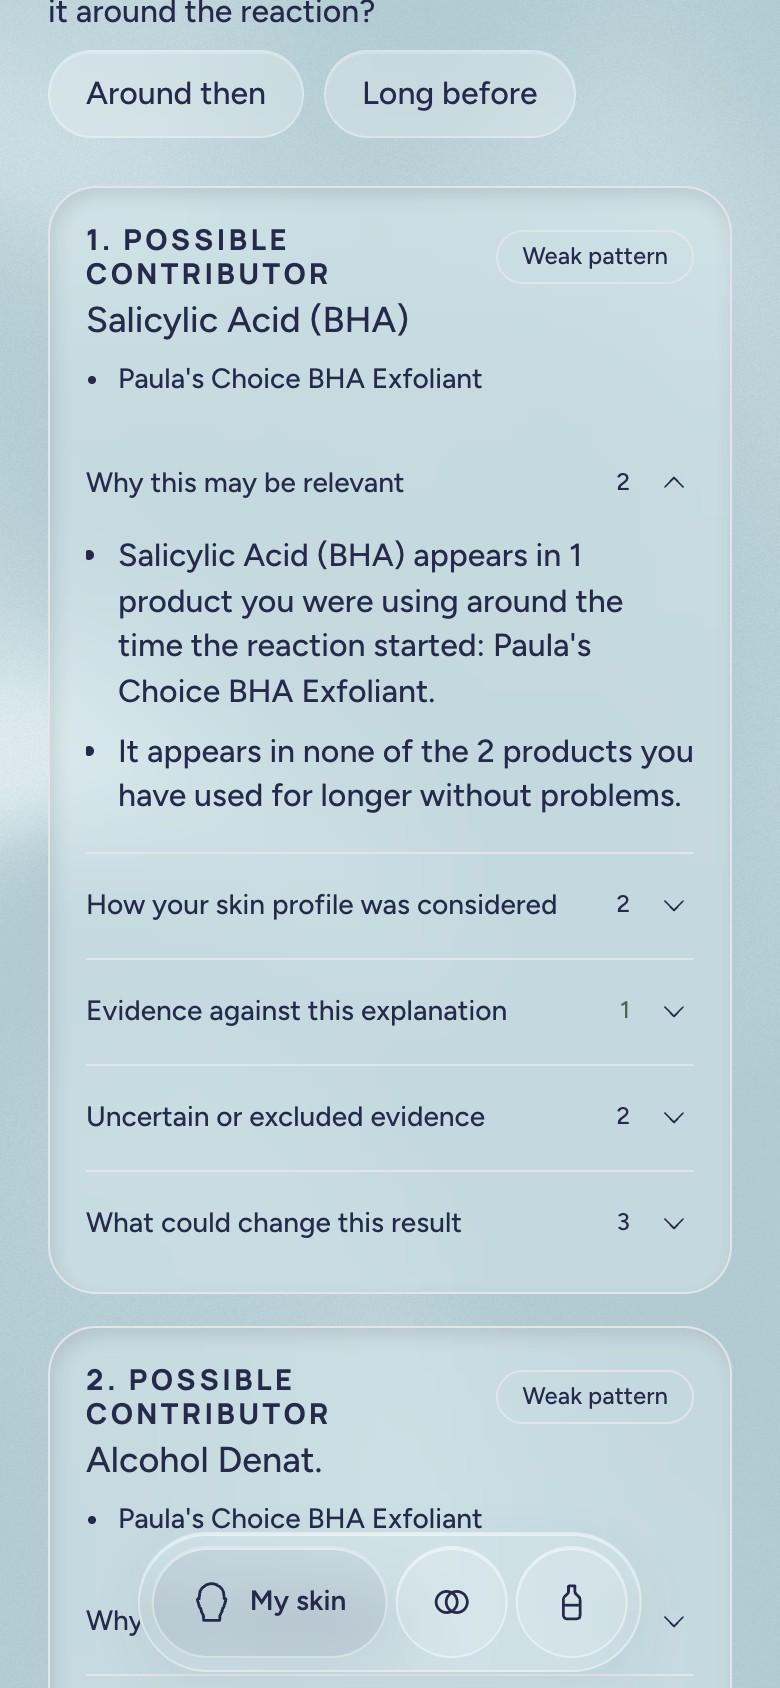 it around the reaction?
Around then
Long before
1. POSSIBLE
CONTRIBUTOR
Weak pattern
Salicylic Acid (BHA)
• Paula's Choice BHA Exfoliant
Why this may be relevant 2
• Salicylic Acid (BHA) appears in 1
product you were using around the
time the reaction started: Paula's
Choice BHA Exfoliant.
• It appears in none of the 2 products you
have used for longer without problems.
How your skin profile was considered 2
Evidence against this explanation 1
Uncertain or excluded evidence 2
What could change this result 3
2. POSSIBLE
CONTRIBUTOR
Weak pattern
Alcohol Denat.
• Paula's Choice BHA Exfoliant
Why
My skin